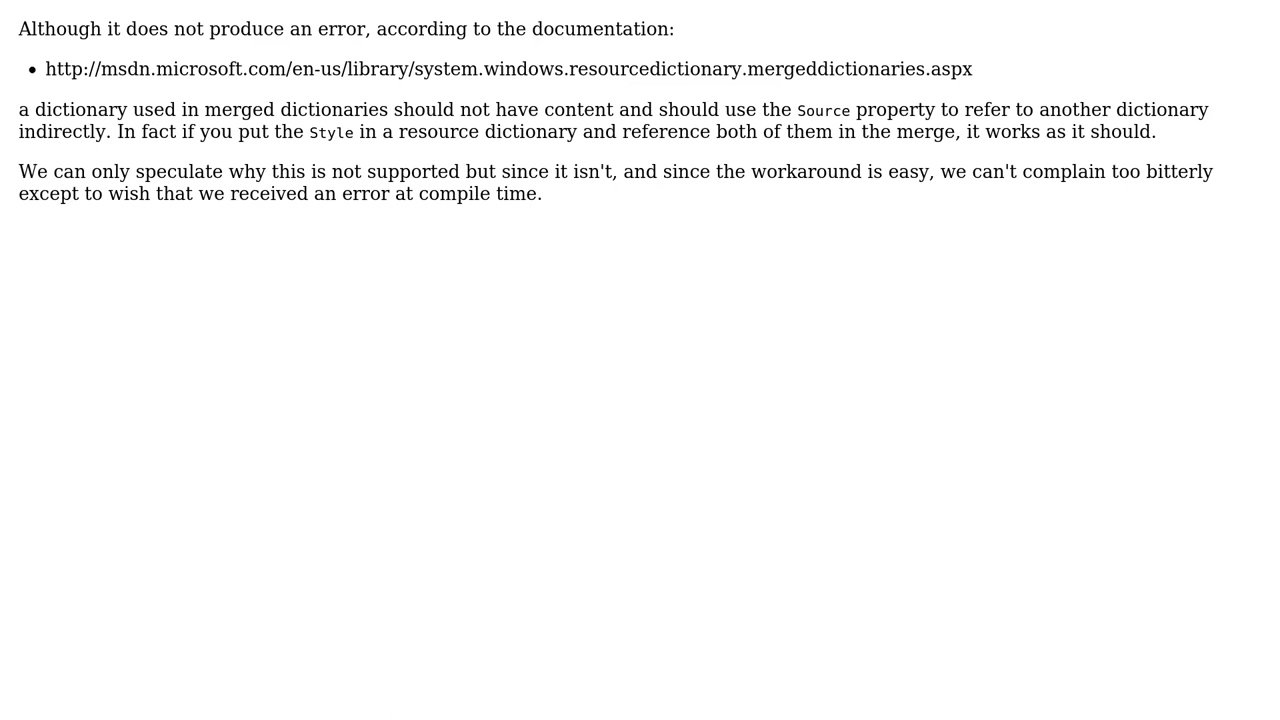 Although it does not produce an error, according to the documentation:
• http://msdn.microsoft.com/en-us/library/system.windows.resourcedictionary.mergeddictionaries.aspx
a dictionary used in merged dictionaries should not have content and should use the Source property to refer to another dictionary
indirectly. In fact if you put the Style in a resource dictionary and reference both of them in the merge, it works as it should.
We can only speculate why this is not supported but since it isn't, and since the workaround is easy, we can't complain too bitterly
except to wish that we received an error at compile time.